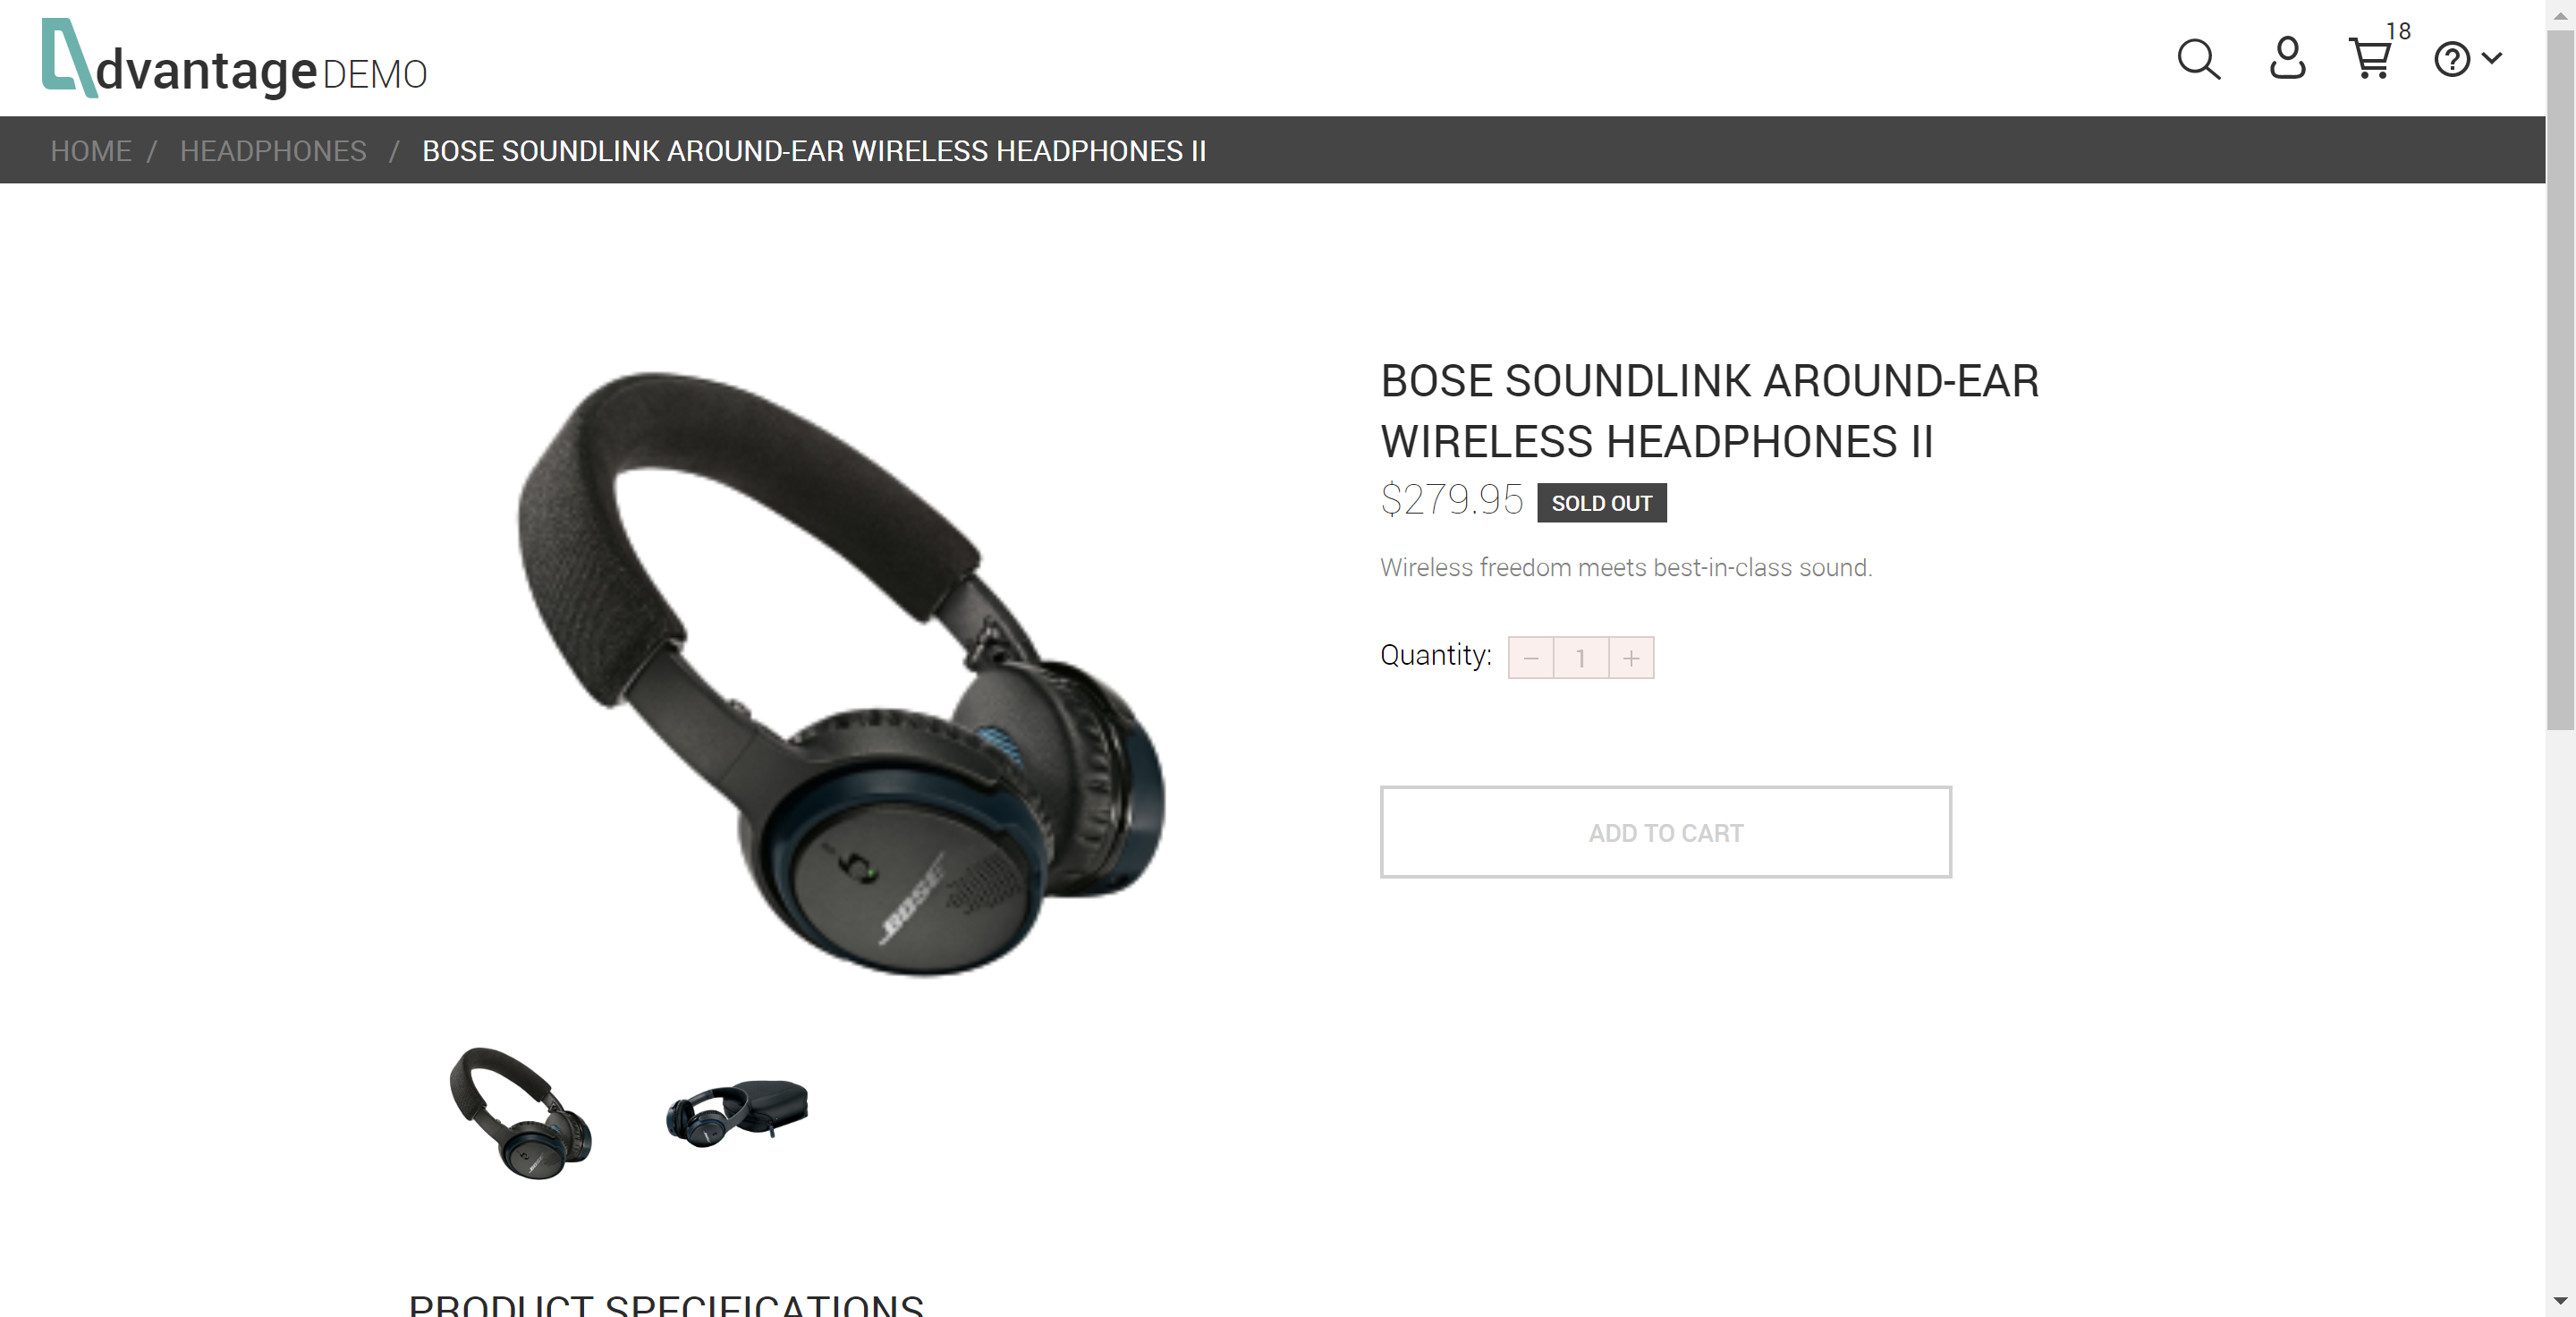 dvantage DEMO
18
HOME / HEADPHONES / BOSE SOUNDLINK AROUND-EAR WIRELESS HEADPHONES II
BOSE SOUNDLINK AROUND-EAR
WIRELESS HEADPHONES II
$279.95 SOLD OUT
Wireless freedom meets best-in-class sound.
Quantity: − 1 +
ADD TO CART
BOSE
PRODUCT SPECIFICATIONS